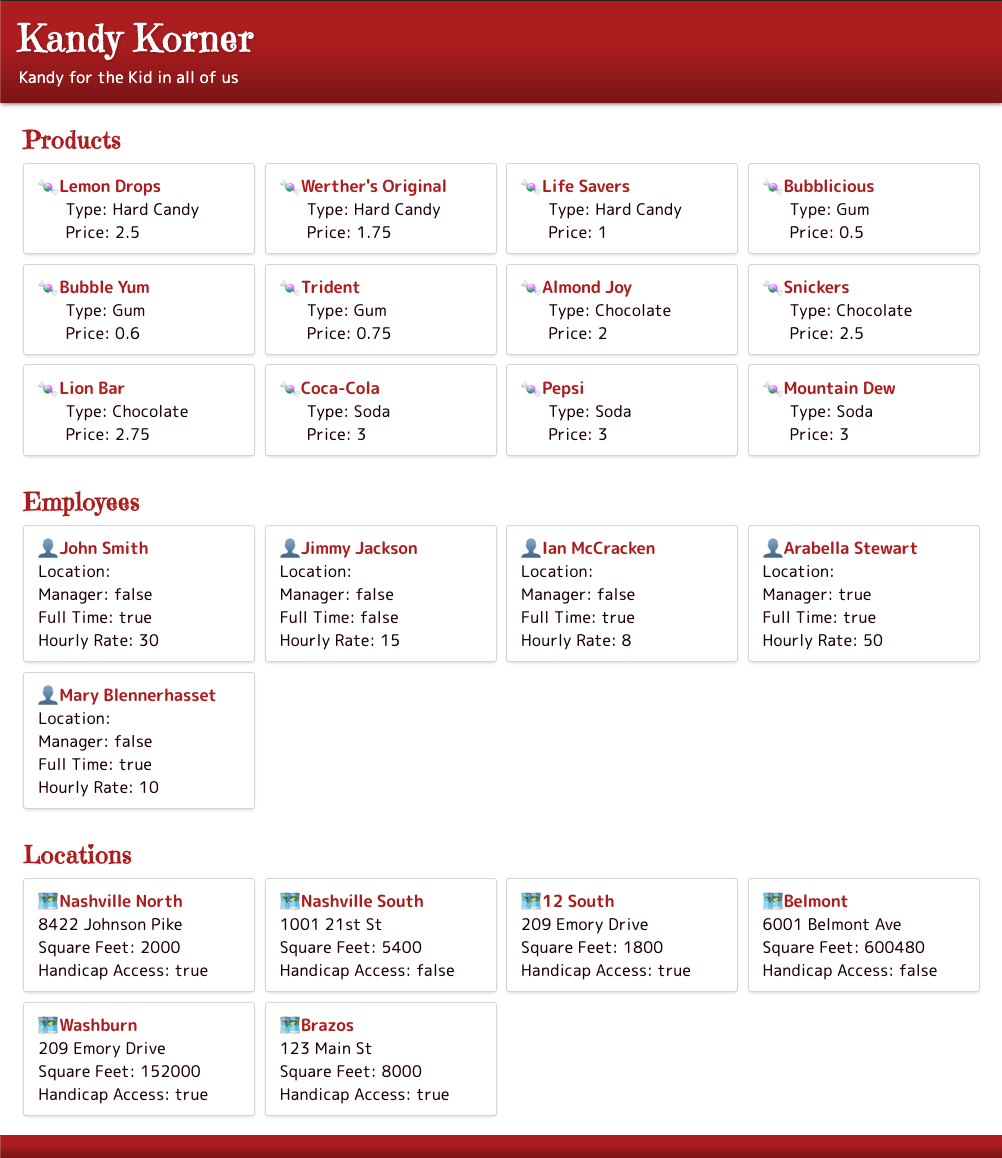 Kandy Korner
Kandy for the Kid in all of us
Products
Lemon Drops
Type: Hard Candy
Price: 2.5
Werther's Original
Type: Hard Candy
Price: 1.75
Life Savers
Type: Hard Candy
Price: 1
Bubblicious
Type: Gum
Price: 0.5
Bubble Yum
Type: Gum
Price: 0.6
Trident
Type: Gum
Price: 0.75
Almond Joy
Type: Chocolate
Price: 2
Snickers
Type: Chocolate
Price: 2.5
Lion Bar
Type: Chocolate
Price: 2.75
Coca-Cola
Type: Soda
Price: 3
Pepsi
Type: Soda
Price: 3
Mountain Dew
Type: Soda
Price: 3
Employees
John Smith
Location:
Manager: false
Full Time: true
Hourly Rate: 30
Jimmy Jackson
Location:
Manager: false
Full Time: false
Hourly Rate: 15
Ian McCracken
Location:
Manager: false
Full Time: true
Hourly Rate: 8
Arabella Stewart
Location:
Manager: true
Full Time: true
Hourly Rate: 50
Mary Blennerhasset
Location:
Manager: false
Full Time: true
Hourly Rate: 10
Locations
Nashville North
8422 Johnson Pike
Square Feet: 2000
Handicap Access: true
Nashville South
1001 21st St
Square Feet: 5400
Handicap Access: false
12 South
209 Emory Drive
Square Feet: 1800
Handicap Access: true
Belmont
6001 Belmont Ave
Square Feet: 600480
Handicap Access: false
Washburn
209 Emory Drive
Square Feet: 152000
Handicap Access: true
Brazos
123 Main St
Square Feet: 8000
Handicap Access: true